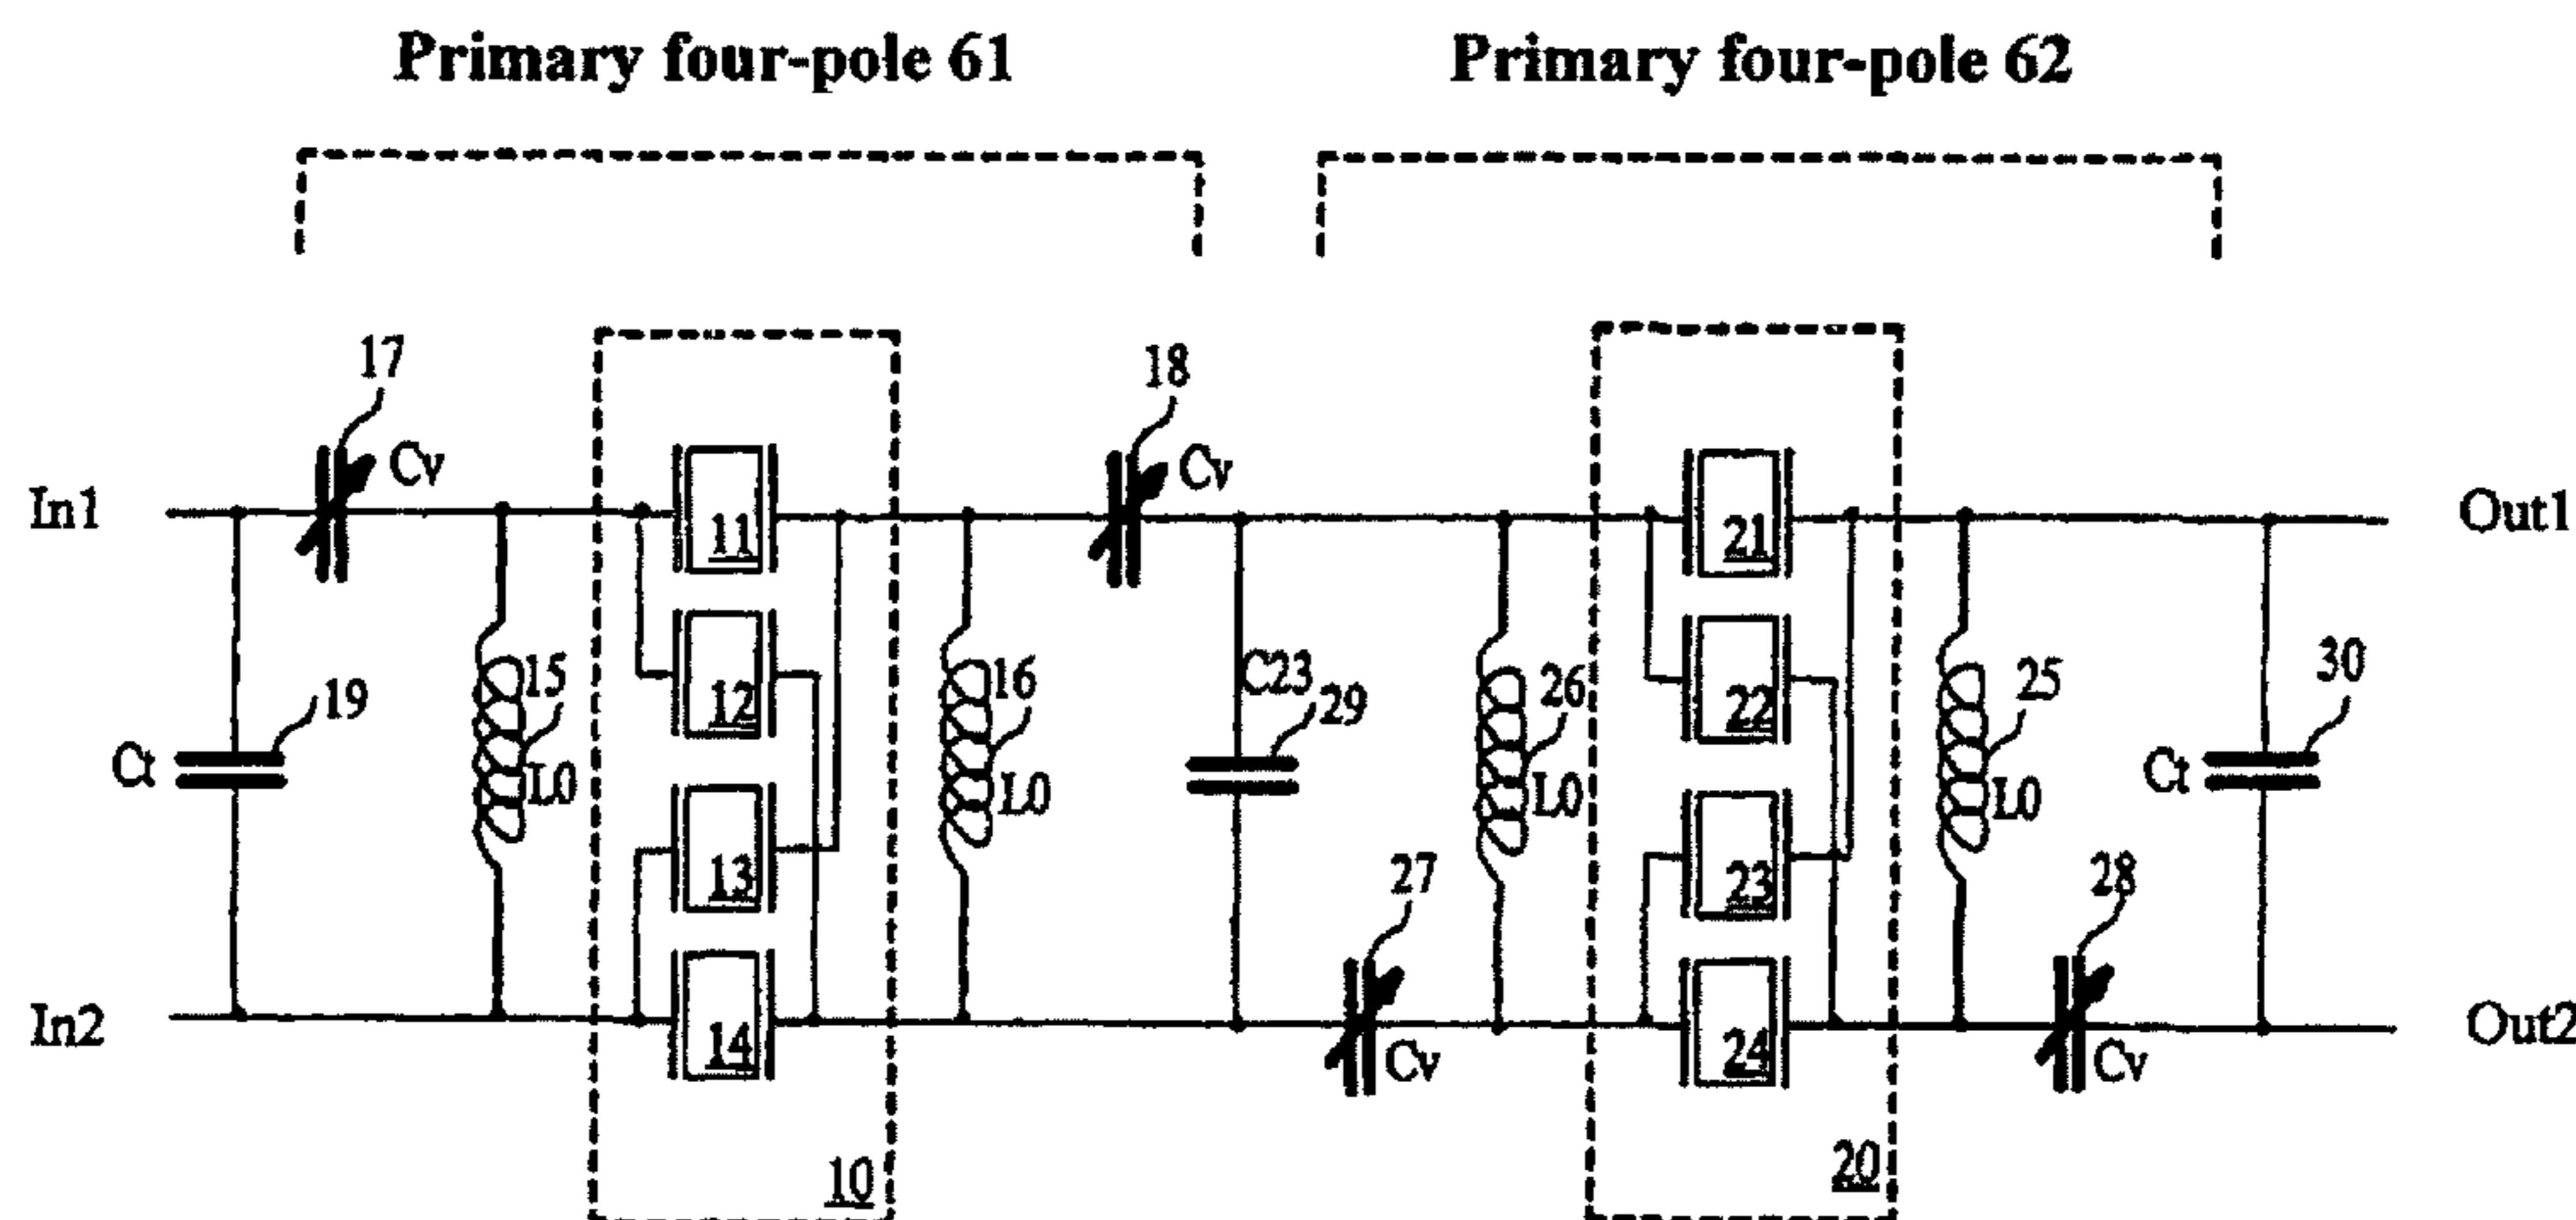 Primary four-pole 61
Primary four-pole 62
17
18
Cv
Cv
In1
11
21
Out1
12
22
15
16
C23
26
25
30
19
29
Ct
L0
L0
L0
L0
Ct
13
27
23
28
In2
14
Cv
24
Cv
Out2
10
20